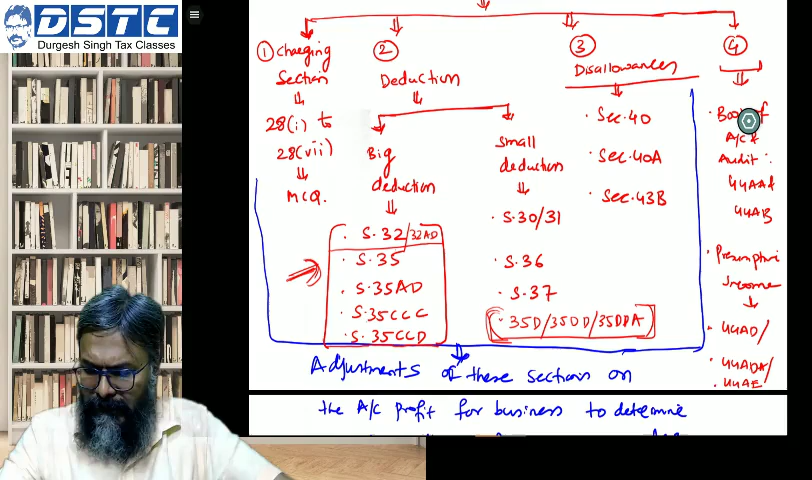 DSTC
Durgesh Singh Tax Classes
① Charging
Section
28(i) to
28(vii)
MCQ.
②
Deduction
Big
deduction
· S.32/32AD
· S.35
· S.35AD
· S.35CCC
· S.35CCD
Small
deduction
· S.30/31
· S.36
· S.37
· 35D/35DD/35DDA
③
Disallowances
· Sec.40
· Sec.40A
· Sec.43B
④
A/C &
Audit :
44AA &
44AB
· Presumptive
Income
· 44AD/
· 44ADA/
· 44AE
Adjustments of these sections on
the A/C profit for business to determine